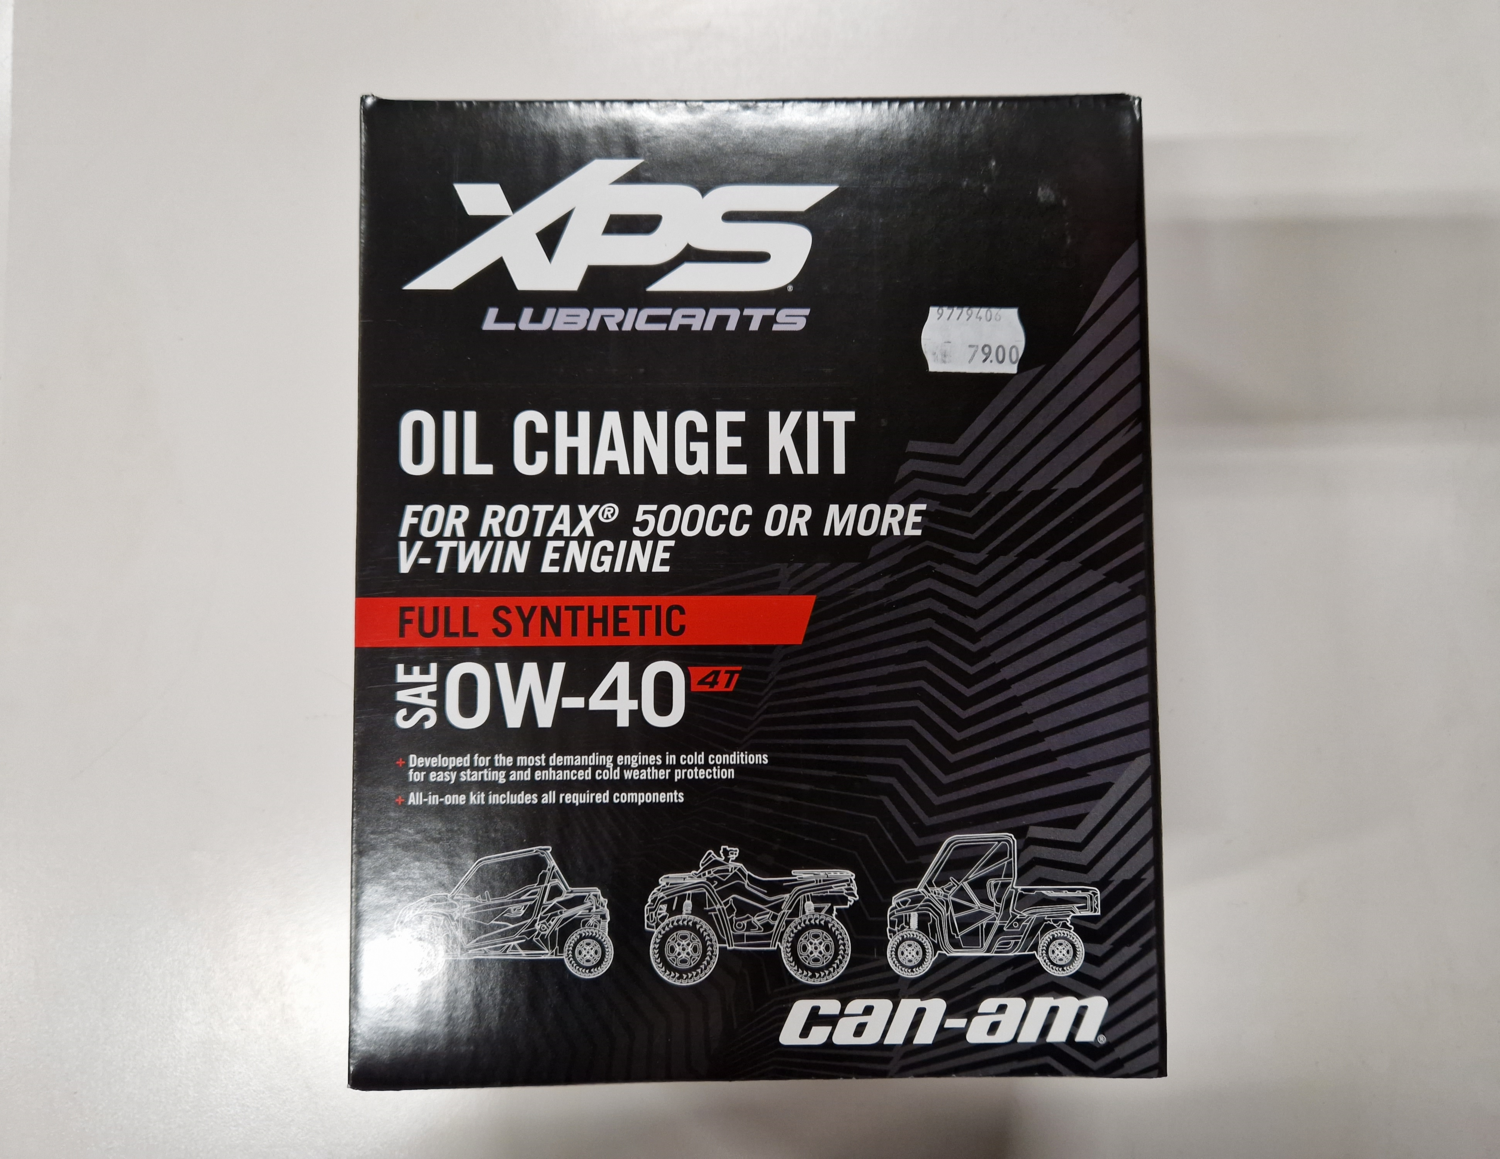 XPS®
LUBRICANTS
9779406
79.00
OIL CHANGE KIT
FOR ROTAX® 500CC OR MORE
V-TWIN ENGINE
FULL SYNTHETIC
SAE 0W-40 4T
+ Developed for the most demanding engines in cold conditions
for easy starting and enhanced cold weather protection
+ All-in-one kit includes all required components
can-am®